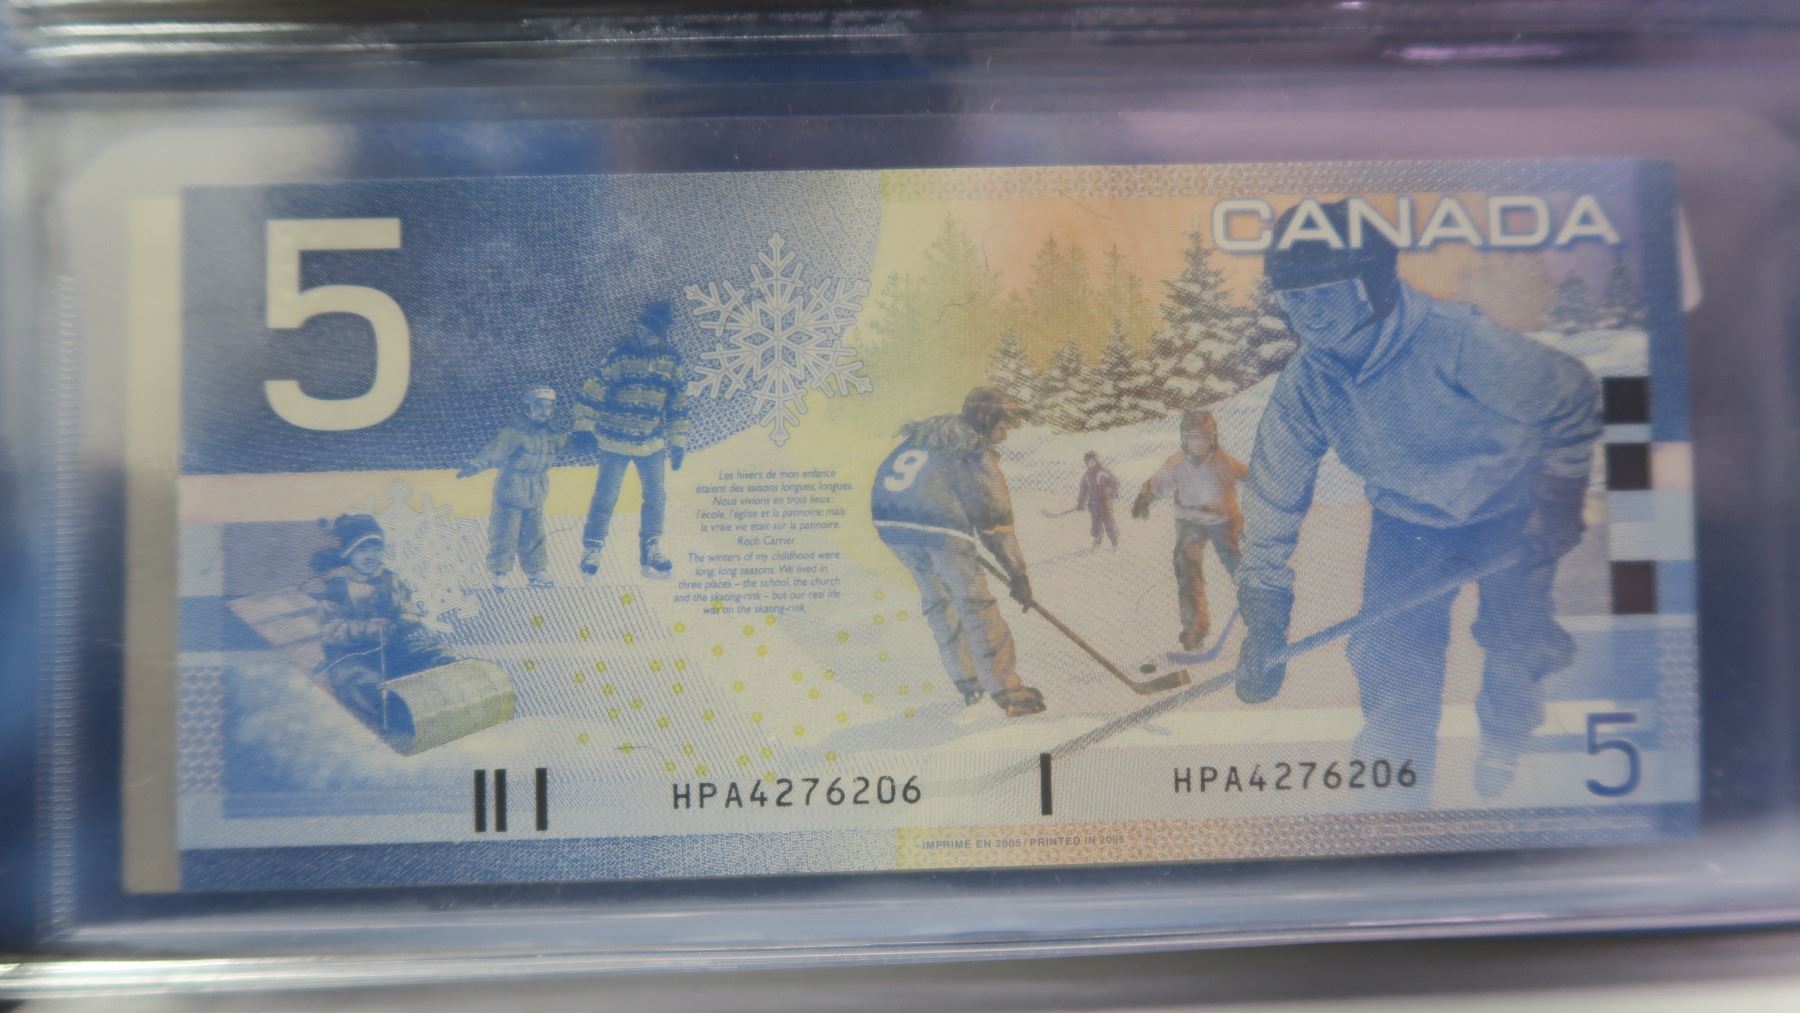 5
CANADA
9
Les hivers de mon enfance
étaient des saisons longues, longues.
Nous vivions en trois lieux:
l'école, l'église et la patinoire; mais
la vraie vie était sur la patinoire.
Roch Carrier
The winters of my childhood were
long, long seasons. We lived in
three places – the school, the church
and the skating-rink – but our real life
was on the skating-rink.
HPA4276206
HPA4276206
5
IMPRIMÉ EN 2005 / PRINTED IN 2005